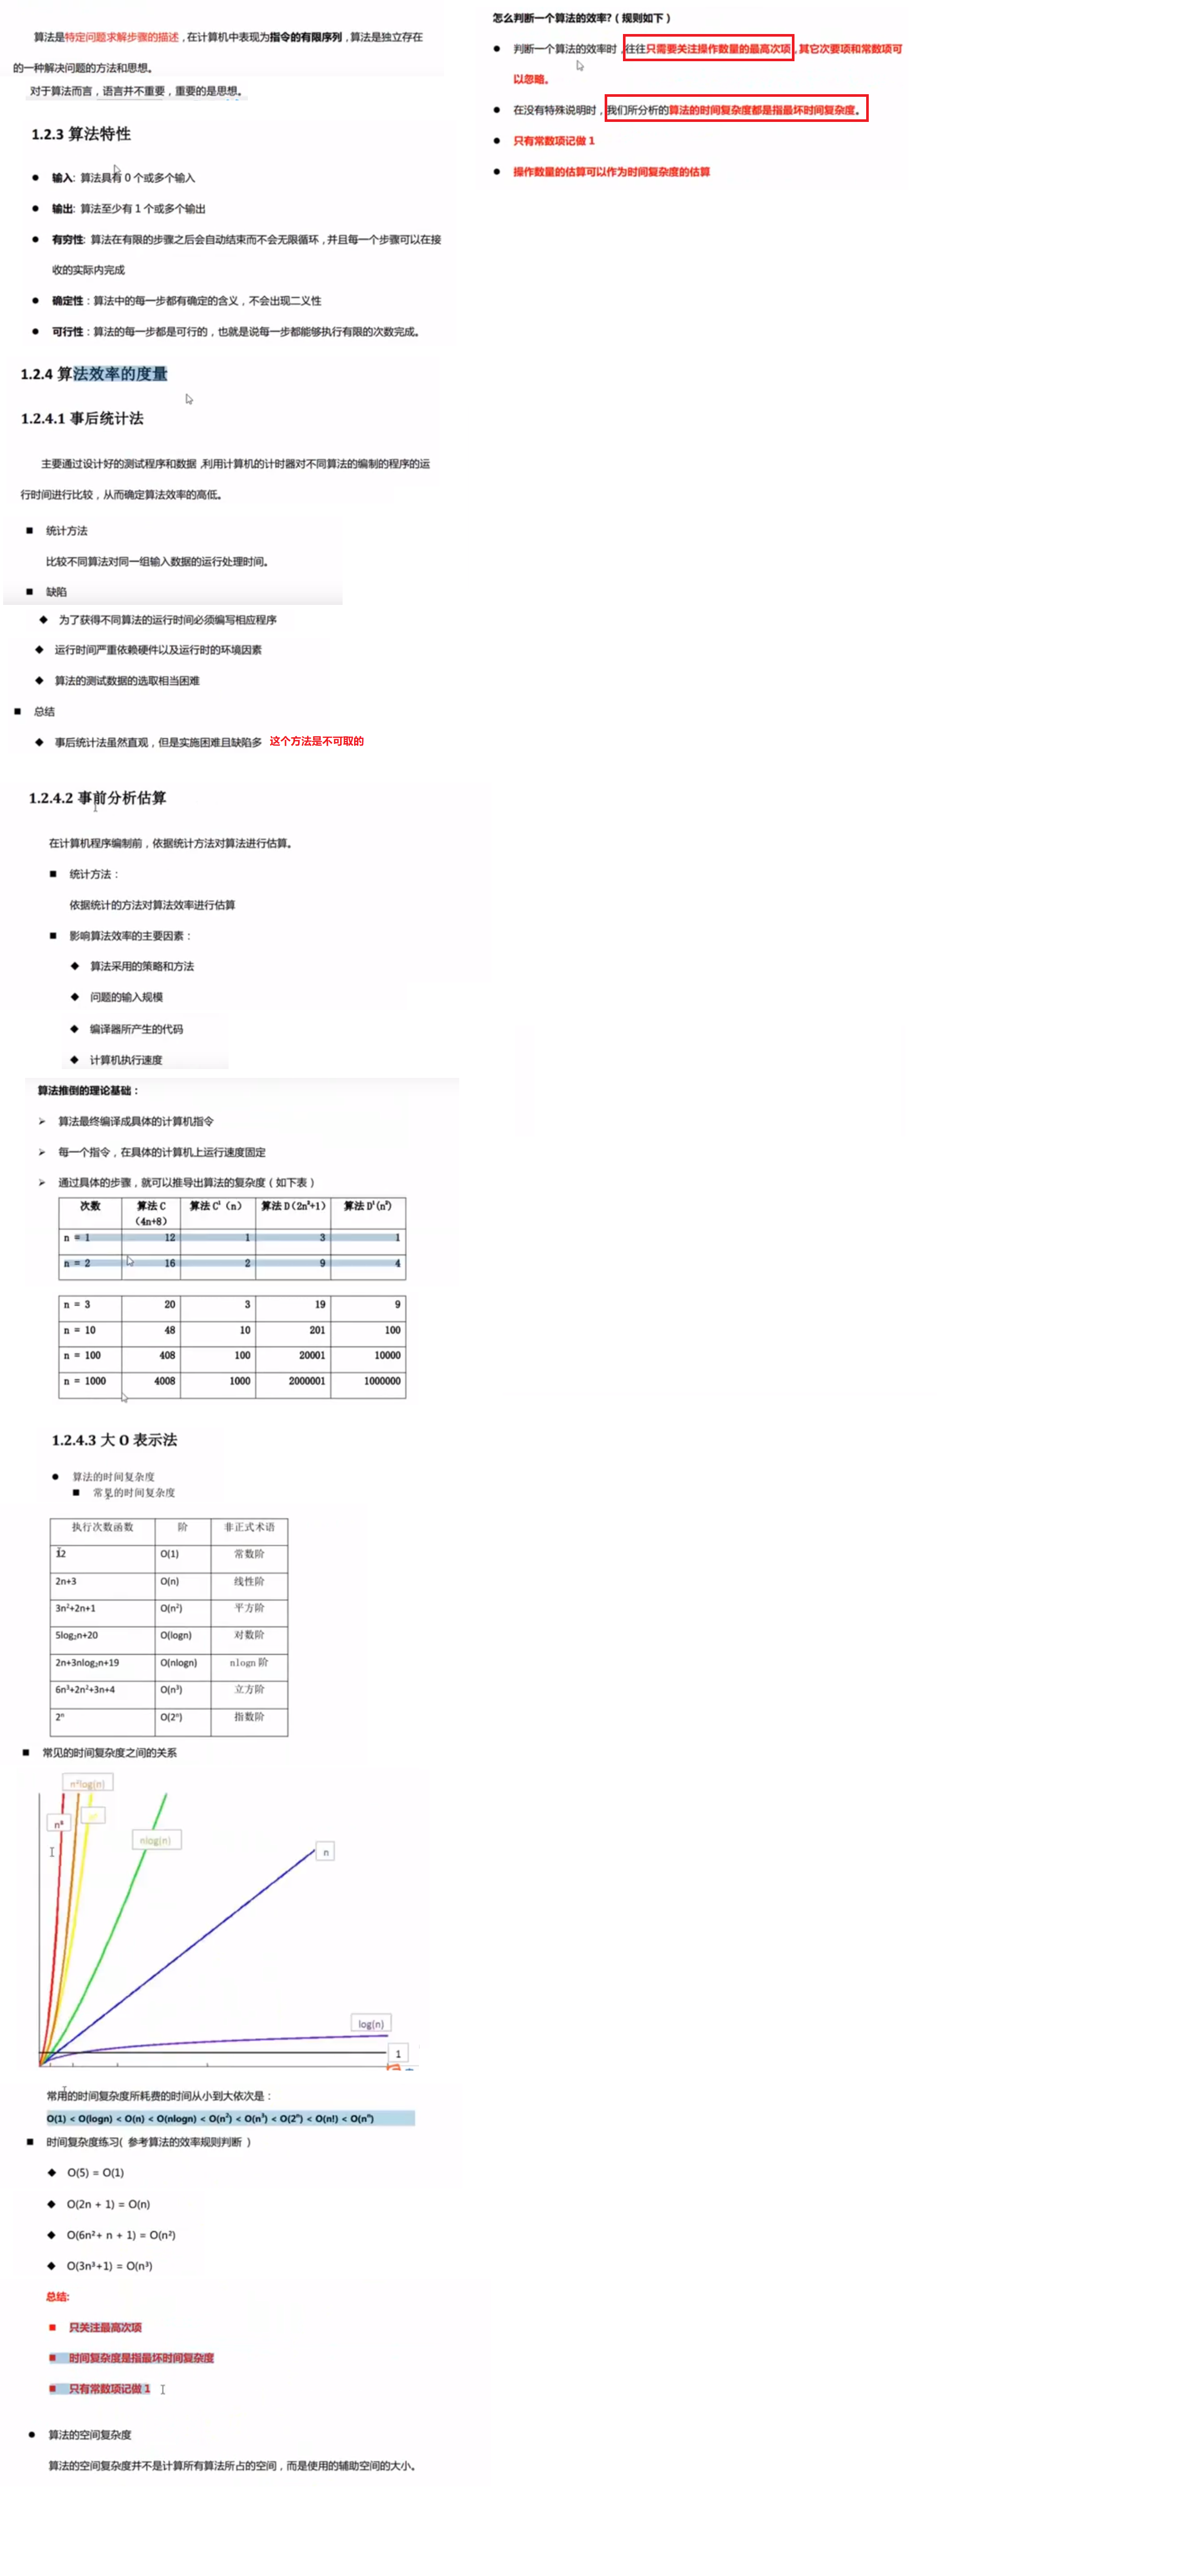 算法是特定问题求解步骤的描述，在计算机中表现为指令的有限序列，算法是独立存在
的一种解决问题的方法和思想。
对于算法而言，语言并不重要，重要的是思想。
1.2.3 算法特性
● 输入: 算法具有 0 个或多个输入
● 输出: 算法至少有 1 个或多个输出
● 有穷性: 算法在有限的步骤之后会自动结束而不会无限循环，并且每一个步骤可以在接
收的实际内完成
● 确定性：算法中的每一步都有确定的含义，不会出现二义性
● 可行性：算法的每一步都是可行的，也就是说每一步都能够执行有限的次数完成。
1.2.4 算法效率的度量
1.2.4.1 事后统计法
主要通过设计好的测试程序和数据,利用计算机的计时器对不同算法的编制的程序的运
行时间进行比较，从而确定算法效率的高低。
■ 统计方法
比较不同算法对同一组输入数据的运行处理时间。
■ 缺陷
◆ 为了获得不同算法的运行时间必须编写相应程序
◆ 运行时间严重依赖硬件以及运行时的环境因素
◆ 算法的测试数据的选取相当困难
■ 总结
◆ 事后统计法虽然直观，但是实施困难且缺陷多 这个方法是不可取的
1.2.4.2 事前分析估算
在计算机程序编制前，依据统计方法对算法进行估算。
■ 统计方法：
依据统计的方法对算法效率进行估算
■ 影响算法效率的主要因素：
◆ 算法采用的策略和方法
◆ 问题的输入规模
◆ 编译器所产生的代码
◆ 计算机执行速度
算法推倒的理论基础：
➢ 算法最终编译成具体的计算机指令
➢ 每一个指令，在具体的计算机上运行速度固定
➢ 通过具体的步骤，就可以推导出算法的复杂度（如下表）
次数 算法 C（4n+8） 算法 C¹（n） 算法 D(2n²+1) 算法 D¹(n²)
n = 1 12 1 3 1
n = 2 16 2 9 4
n = 3 20 3 19 9
n = 10 48 10 201 100
n = 100 408 100 20001 10000
n = 1000 4008 1000 2000001 1000000
1.2.4.3 大 O 表示法
● 算法的时间复杂度
■ 常见的时间复杂度
执行次数函数 阶 非正式术语
12 O(1) 常数阶
2n+3 O(n) 线性阶
3n²+2n+1 O(n²) 平方阶
5log₂n+20 O(logn) 对数阶
2n+3nlog₂n+19 O(nlogn) nlogn 阶
6n³+2n²+3n+4 O(n³) 立方阶
2ⁿ O(2ⁿ) 指数阶
■ 常见的时间复杂度之间的关系
nlog(n)
n
log(n)
1
常用的时间复杂度所耗费的时间从小到大依次是：
O(1) < O(logn) < O(n) < O(nlogn) < O(n²) < O(n³) < O(2ⁿ) < O(n!) < O(nⁿ)
■ 时间复杂度练习( 参考算法的效率规则判断 )
◆ O(5) = O(1)
◆ O(2n + 1) = O(n)
◆ O(6n²+ n + 1) = O(n²)
◆ O(3n³+1) = O(n³)
总结:
■ 只关注最高次项
■ 时间复杂度是指最坏时间复杂度
■ 只有常数项记做 1
● 算法的空间复杂度
算法的空间复杂度并不是计算所有算法所占的空间，而是使用的辅助空间的大小。
怎么判断一个算法的效率?（规则如下）
● 判断一个算法的效率时，往往只需要关注操作数量的最高次项，其它次要项和常数项可
以忽略。
● 在没有特殊说明时，我们所分析的算法的时间复杂度都是指最坏时间复杂度。
● 只有常数项记做 1
● 操作数量的估算可以作为时间复杂度的估算